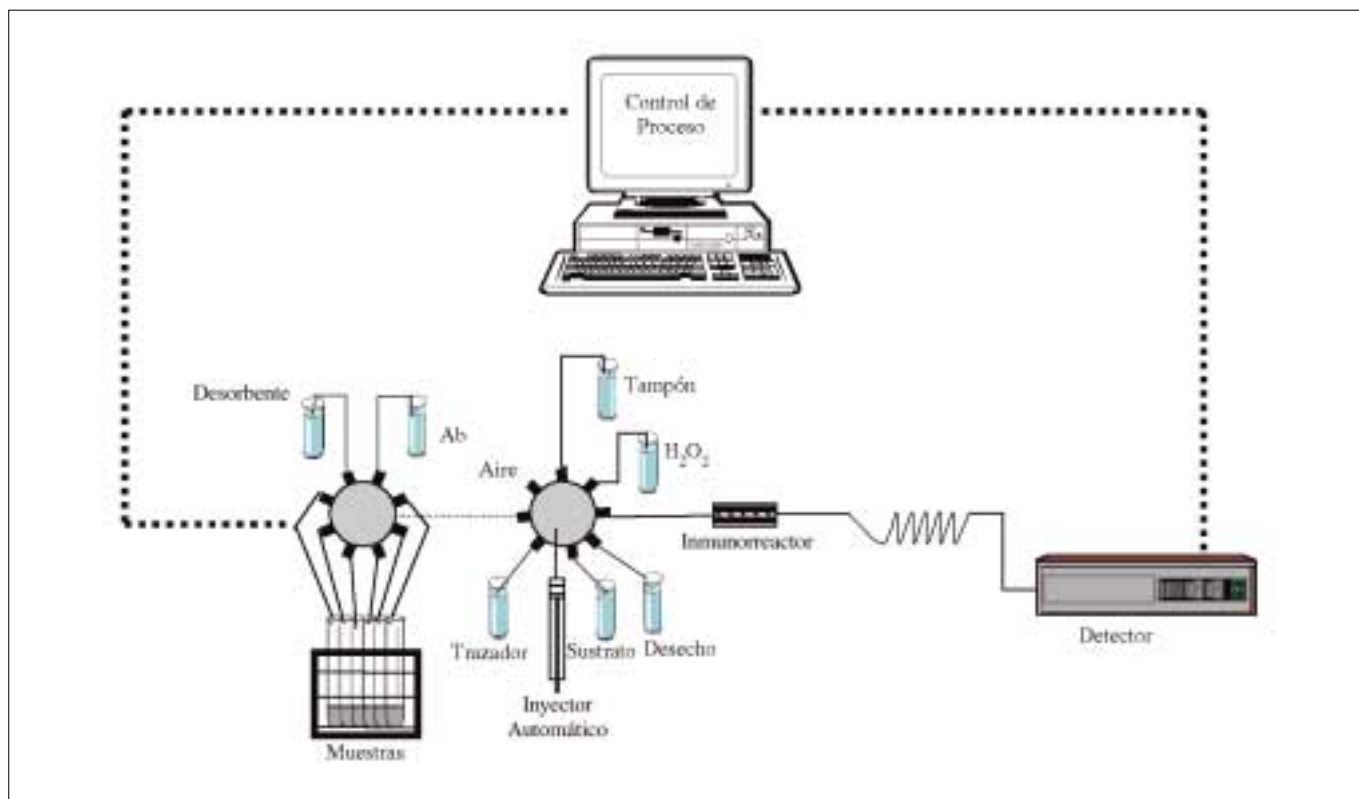 Control de
Proceso
Desorbente
Ab
Tampón
H₂O₂
Aire
Inmunorreactor
Trazador
Sustrato
Desecho
Inyector
Automático
Muestras
Detector